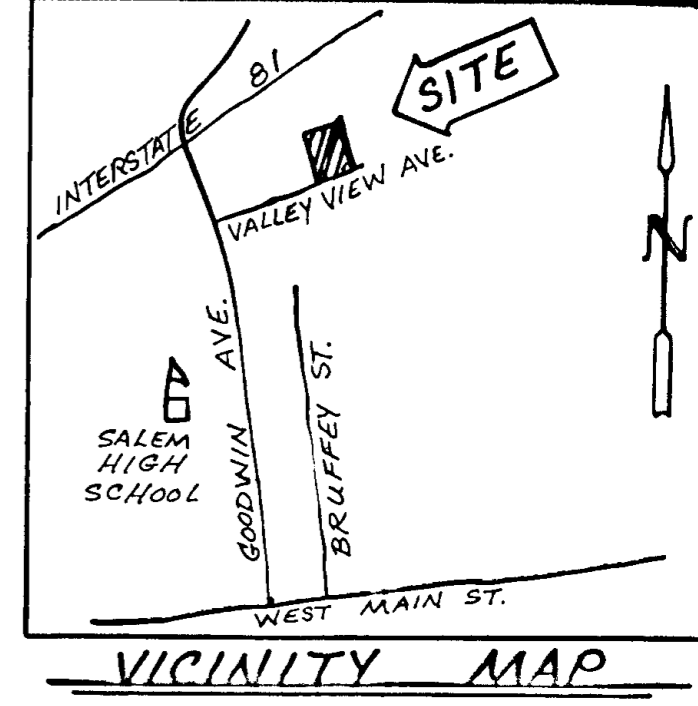 INTERSTATE 81
SITE
VALLEY VIEW AVE.
N
GOODWIN AVE.
BRUFFEY ST.
SALEM
HIGH
SCHOOL
WEST MAIN ST.
VICINITY MAP